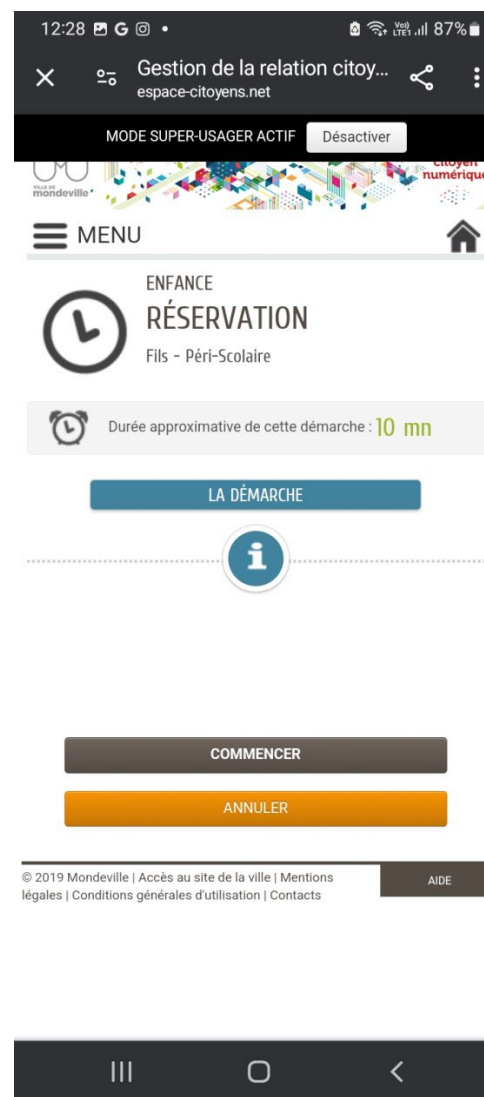 12:28 G 87%
Gestion de la relation citoy...
espace-citoyens.net
MODE SUPER-USAGER ACTIF Désactiver
VILLE DE
mondeville
citoyen
numérique
MENU
ENFANCE
RÉSERVATION
Fils - Péri-Scolaire
Durée approximative de cette démarche : 10 mn
LA DÉMARCHE
i
COMMENCER
ANNULER
© 2019 Mondeville | Accès au site de la ville | Mentions
légales | Conditions générales d'utilisation | Contacts
AIDE